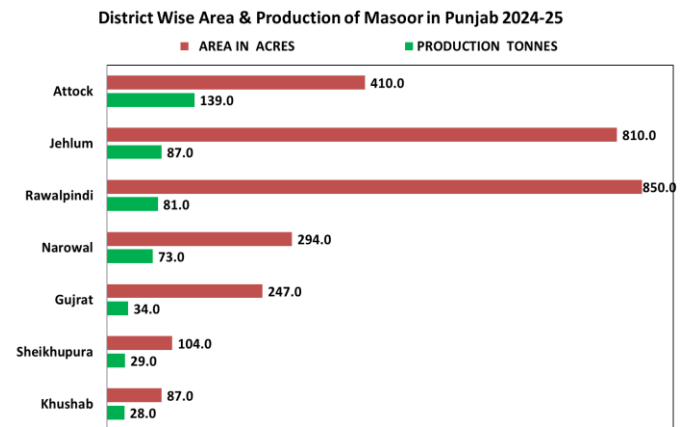 District Wise Area & Production of Masoor in Punjab 2024-25
AREA IN ACRES PRODUCTION TONNES
Attock 410.0
139.0
Jehlum 810.0
87.0
Rawalpindi 850.0
81.0
Narowal 294.0
73.0
Gujrat 247.0
34.0
Sheikhupura 104.0
29.0
Khushab 87.0
28.0